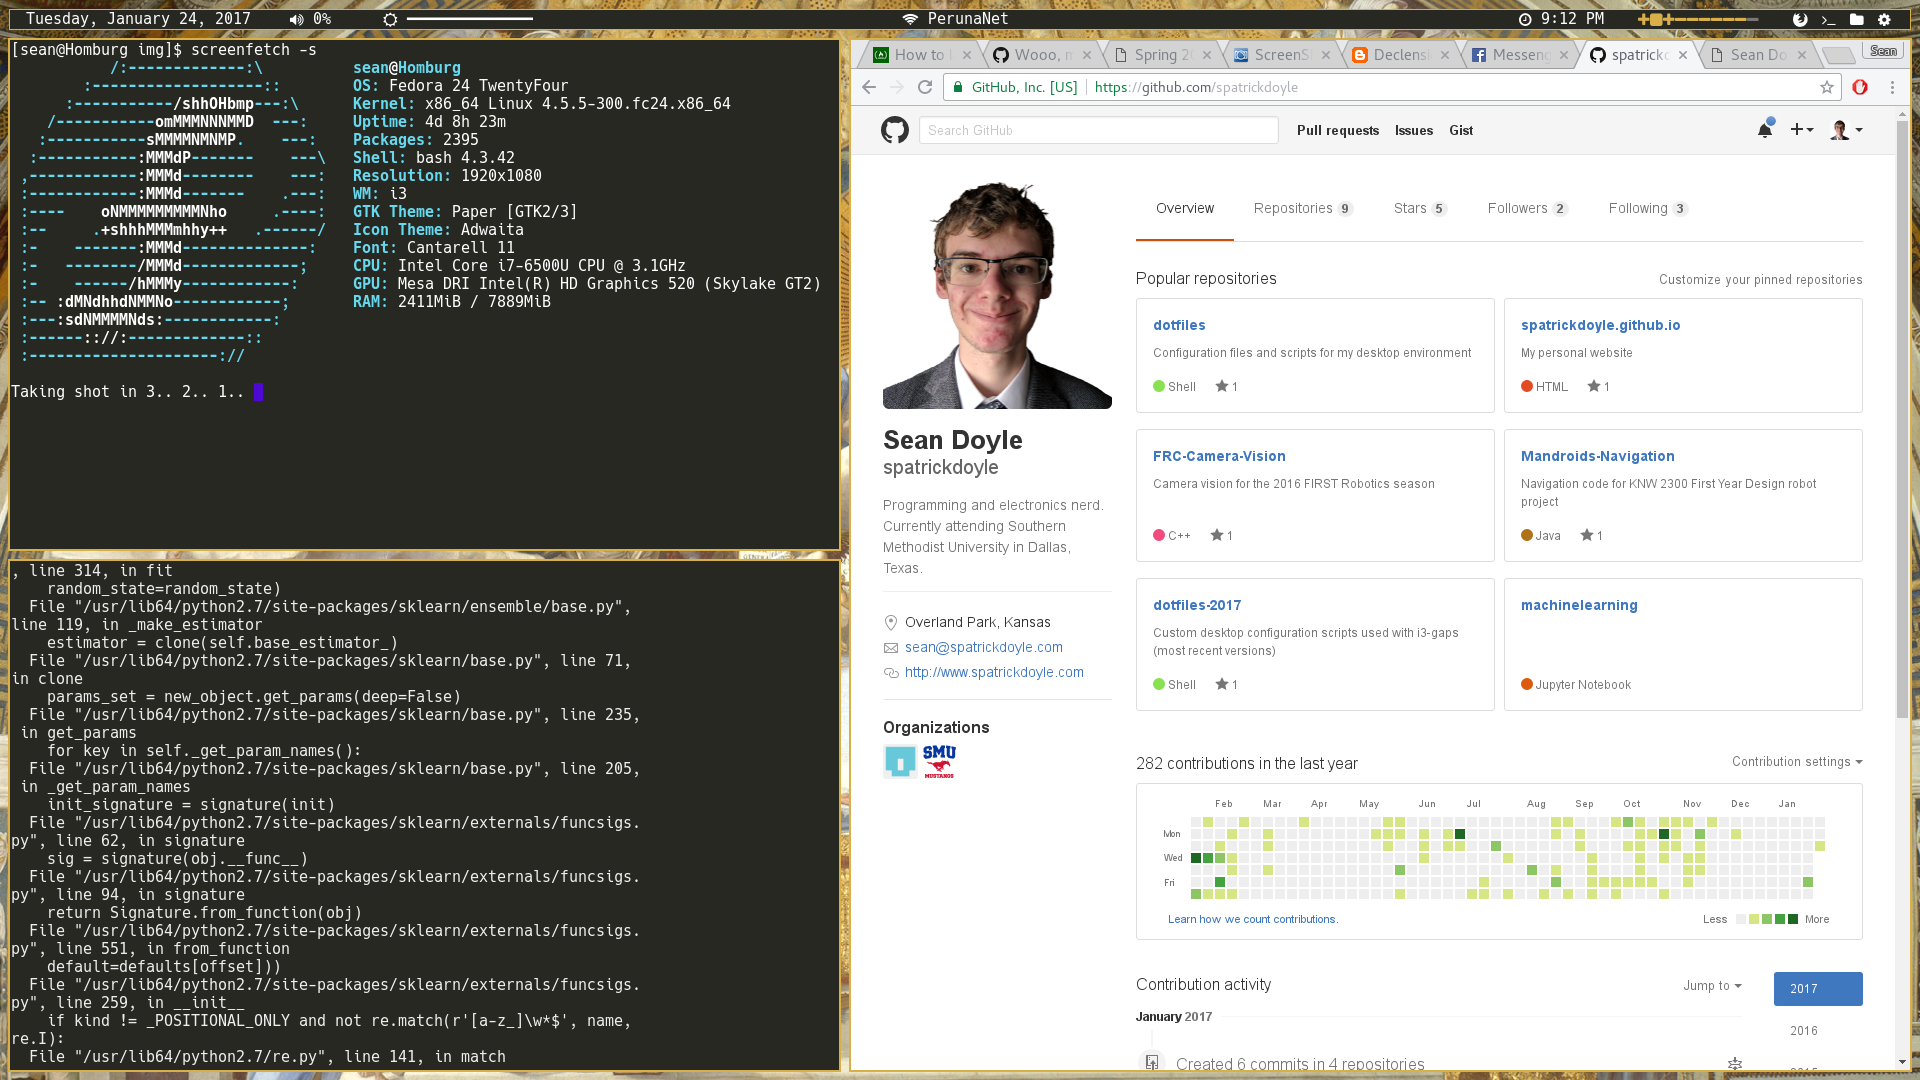 Tuesday, January 24, 2017
0%
PerunaNet
9:12 PM
[sean@Homburg img]$ screenfetch -s
/:-------------:\
:-------------------::
:-----------/shhOHbmp---:\
/-----------omMMMNNNMMD  ---:
:-----------sMMMMNMNMP.    ---:
:-----------:MMMdP-------    ---\
,------------:MMMd--------    ---:
:------------:MMMd-------    .---:
:----    oNMMMMMMMMMNho     .----:
:--     .+shhhMMMmhhy++   .------/
:-    -------:MMMd--------------:
:-   --------/MMMd-------------;
:-    ------/hMMMy------------:
:-- :dMNdhhdNMMNo------------;
:---:sdNMMMMNds:------------:
:------:://:-------------::
:---------------------://
sean@Homburg
OS: Fedora 24 TwentyFour
Kernel: x86_64 Linux 4.5.5-300.fc24.x86_64
Uptime: 4d 8h 23m
Packages: 2395
Shell: bash 4.3.42
Resolution: 1920x1080
WM: i3
GTK Theme: Paper [GTK2/3]
Icon Theme: Adwaita
Font: Cantarell 11
CPU: Intel Core i7-6500U CPU @ 3.1GHz
GPU: Mesa DRI Intel(R) HD Graphics 520 (Skylake GT2)
RAM: 2411MiB / 7889MiB
Taking shot in 3.. 2.. 1..
, line 314, in fit
random_state=random_state)
File "/usr/lib64/python2.7/site-packages/sklearn/ensemble/base.py",
line 119, in _make_estimator
estimator = clone(self.base_estimator_)
File "/usr/lib64/python2.7/site-packages/sklearn/base.py", line 71,
in clone
params_set = new_object.get_params(deep=False)
File "/usr/lib64/python2.7/site-packages/sklearn/base.py", line 235,
in get_params
for key in self._get_param_names():
File "/usr/lib64/python2.7/site-packages/sklearn/base.py", line 205,
in _get_param_names
init_signature = signature(init)
File "/usr/lib64/python2.7/site-packages/sklearn/externals/funcsigs.
py", line 62, in signature
sig = signature(obj.__func__)
File "/usr/lib64/python2.7/site-packages/sklearn/externals/funcsigs.
py", line 94, in signature
return Signature.from_function(obj)
File "/usr/lib64/python2.7/site-packages/sklearn/externals/funcsigs.
py", line 551, in from_function
default=defaults[offset]))
File "/usr/lib64/python2.7/site-packages/sklearn/externals/funcsigs.
py", line 259, in __init__
if kind != _POSITIONAL_ONLY and not re.match(r'[a-z_]\w*$', name,
re.I):
File "/usr/lib64/python2.7/re.py", line 141, in match
How to
Wooo, m
Spring 20
ScreenS
Declensi
Messeng
spatrickd
Sean Do
Sean
GitHub, Inc. [US]
https://github.com/spatrickdoyle
Search GitHub
Pull requests Issues Gist
Overview
Repositories 9
Stars 5
Followers 2
Following 3
Sean Doyle
spatrickdoyle
Programming and electronics nerd.
Currently attending Southern
Methodist University in Dallas,
Texas.
Overland Park, Kansas
sean@spatrickdoyle.com
http://www.spatrickdoyle.com
Organizations
SMU
MUSTANGS
Popular repositories
Customize your pinned repositories
dotfiles
Configuration files and scripts for my desktop environment
Shell 1
spatrickdoyle.github.io
My personal website
HTML 1
FRC-Camera-Vision
Camera vision for the 2016 FIRST Robotics season
C++ 1
Mandroids-Navigation
Navigation code for KNW 2300 First Year Design robot
project
Java 1
dotfiles-2017
Custom desktop configuration scripts used with i3-gaps
(most recent versions)
Shell 1
machinelearning
Jupyter Notebook
282 contributions in the last year
Contribution settings
Feb Mar Apr May Jun Jul Aug Sep Oct Nov Dec Jan
Mon
Wed
Fri
Learn how we count contributions.
Less
More
Contribution activity
Jump to
2017
2016
January 2017
Created 6 commits in 4 repositories